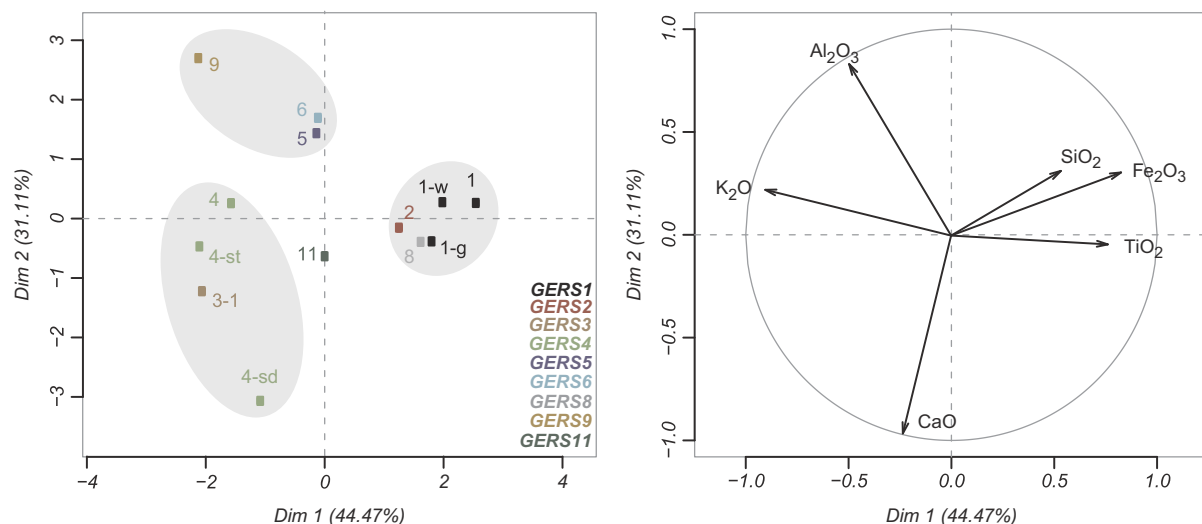 3
2
1
0
−1
−2
−3
Dim 2 (31.11%)
−4
−2
0
2
4
Dim 1 (44.47%)
9
6
5
4
4-st
3-1
4-sd
11
1-w
1
2
8
1-g
GERS1
GERS2
GERS3
GERS4
GERS5
GERS6
GERS8
GERS9
GERS11
1.0
0.5
0.0
−0.5
−1.0
Dim 2 (31.11%)
−1.0
−0.5
0.0
0.5
1.0
Dim 1 (44.47%)
Al₂O₃
SiO₂
Fe₂O₃
K₂O
TiO₂
CaO